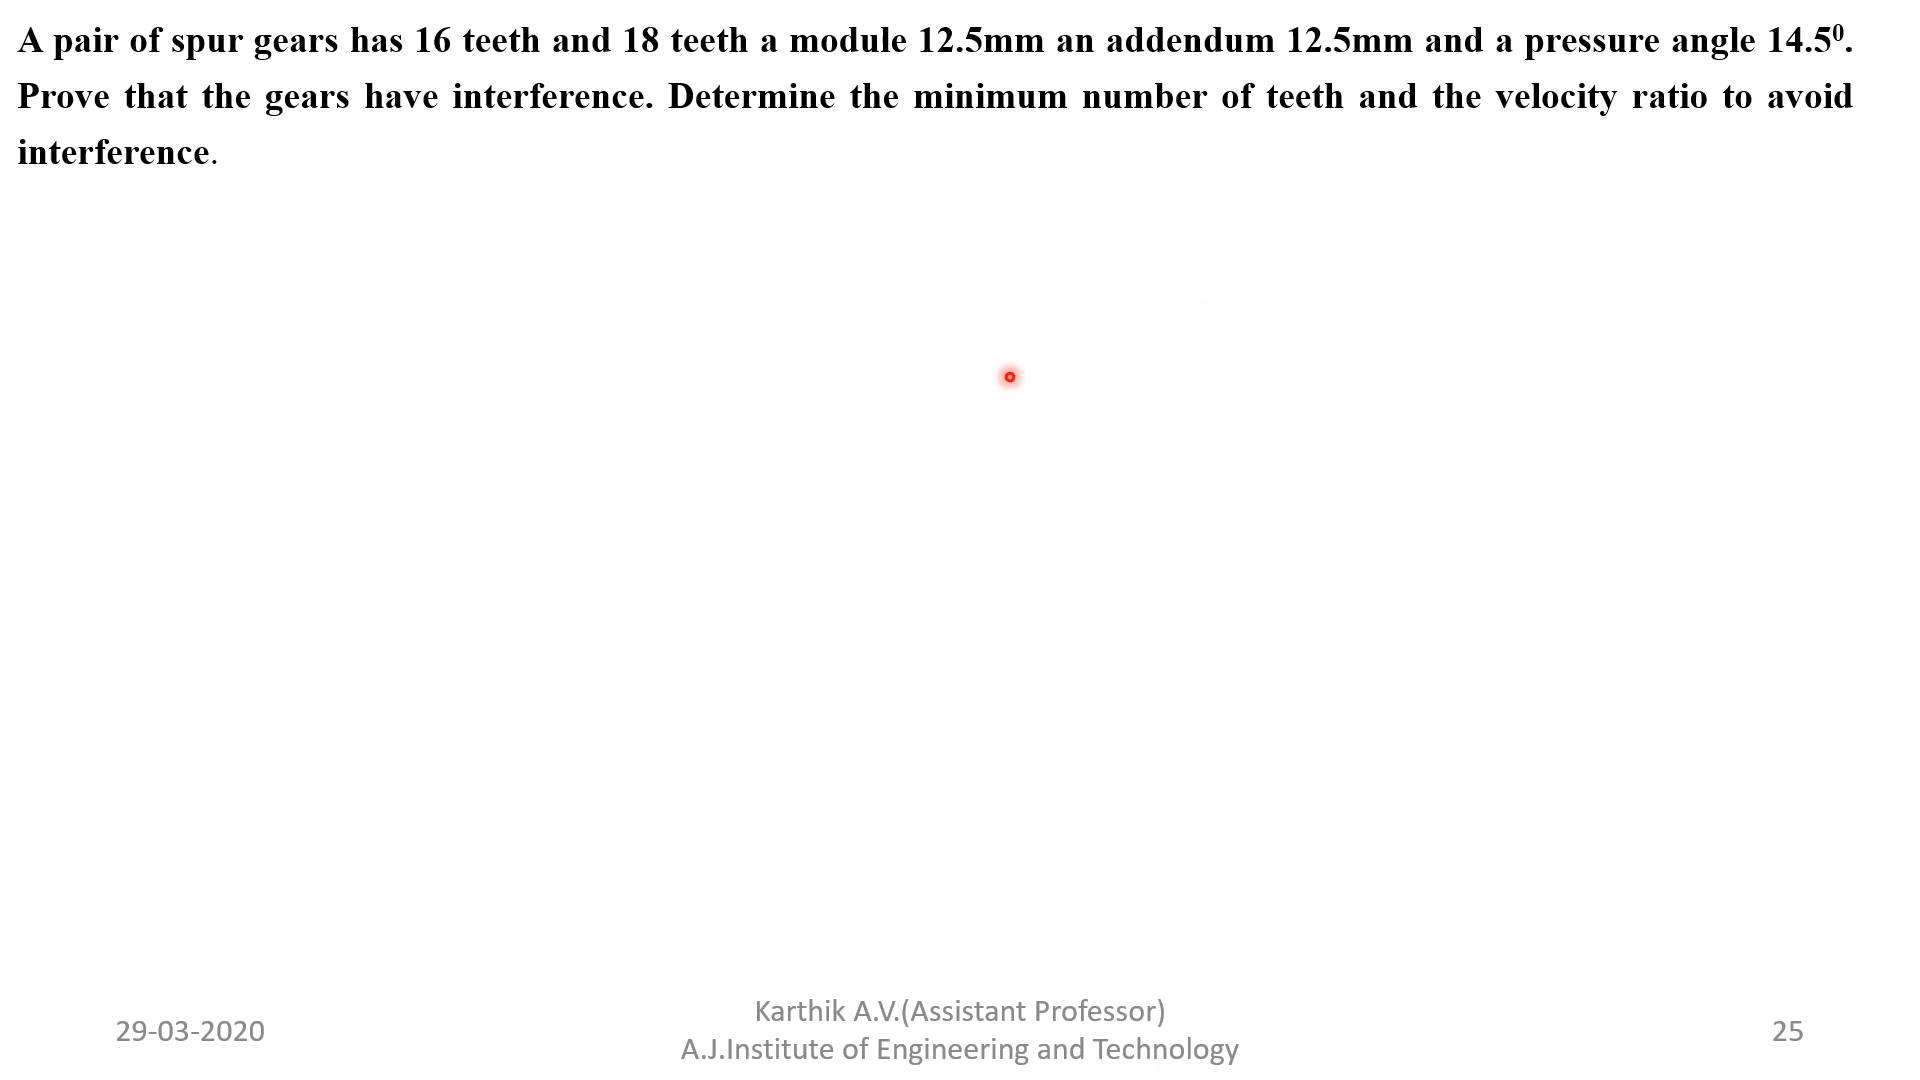 A pair of spur gears has 16 teeth and 18 teeth a module 12.5mm an addendum 12.5mm and a pressure angle 14.5⁰.
Prove that the gears have interference. Determine the minimum number of teeth and the velocity ratio to avoid
interference.
29-03-2020
Karthik A.V.(Assistant Professor)
A.J.Institute of Engineering and Technology
25